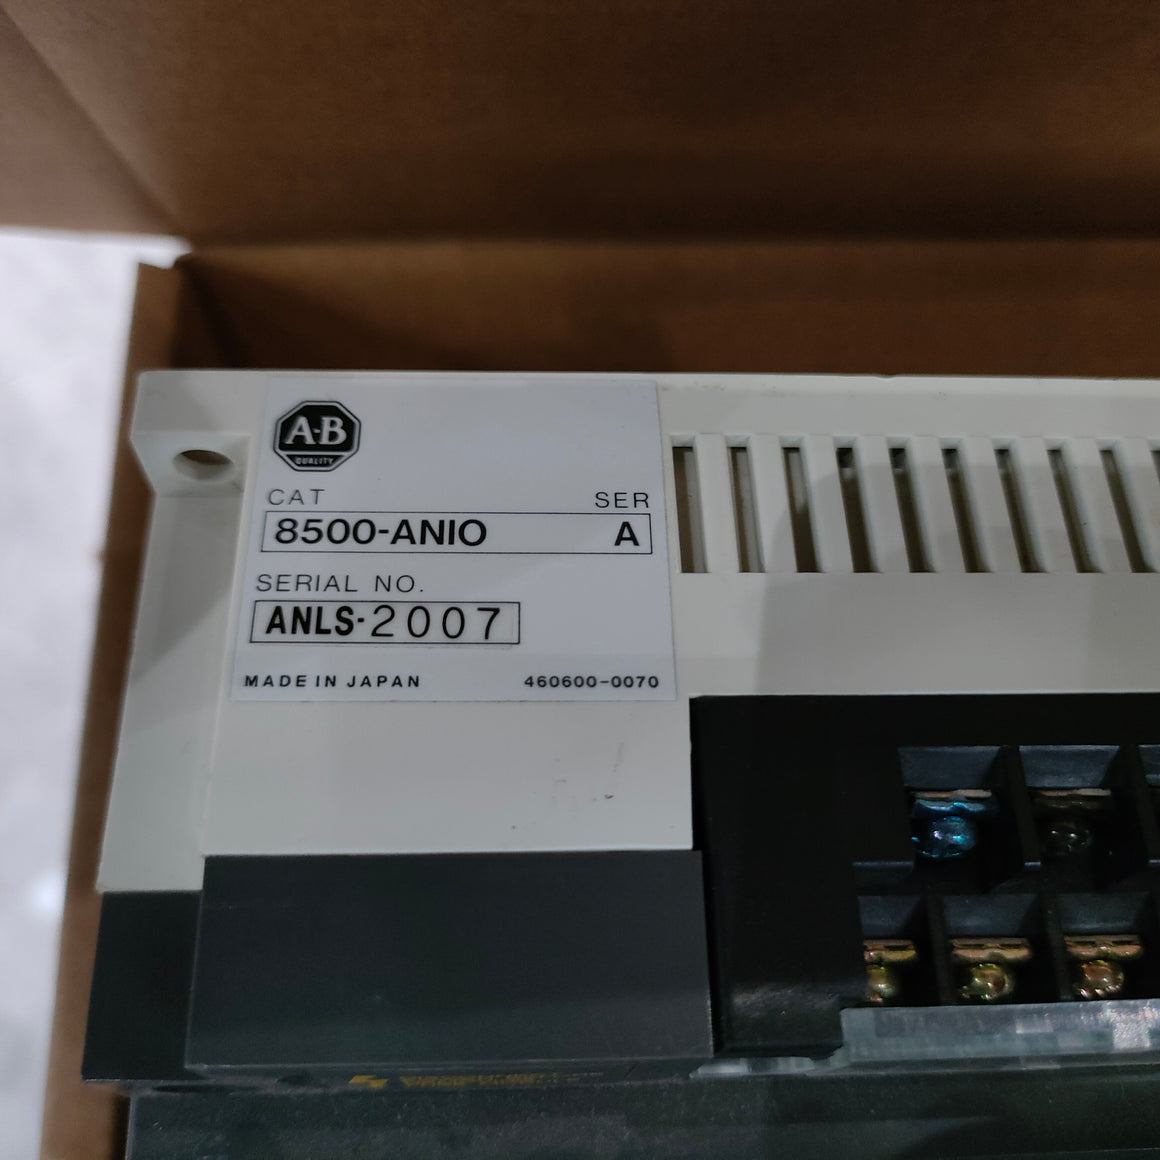 A-B
QUALITY
CAT SER
8500-ANIO A
SERIAL NO.
ANLS-2007
MADE IN JAPAN 460600-0070